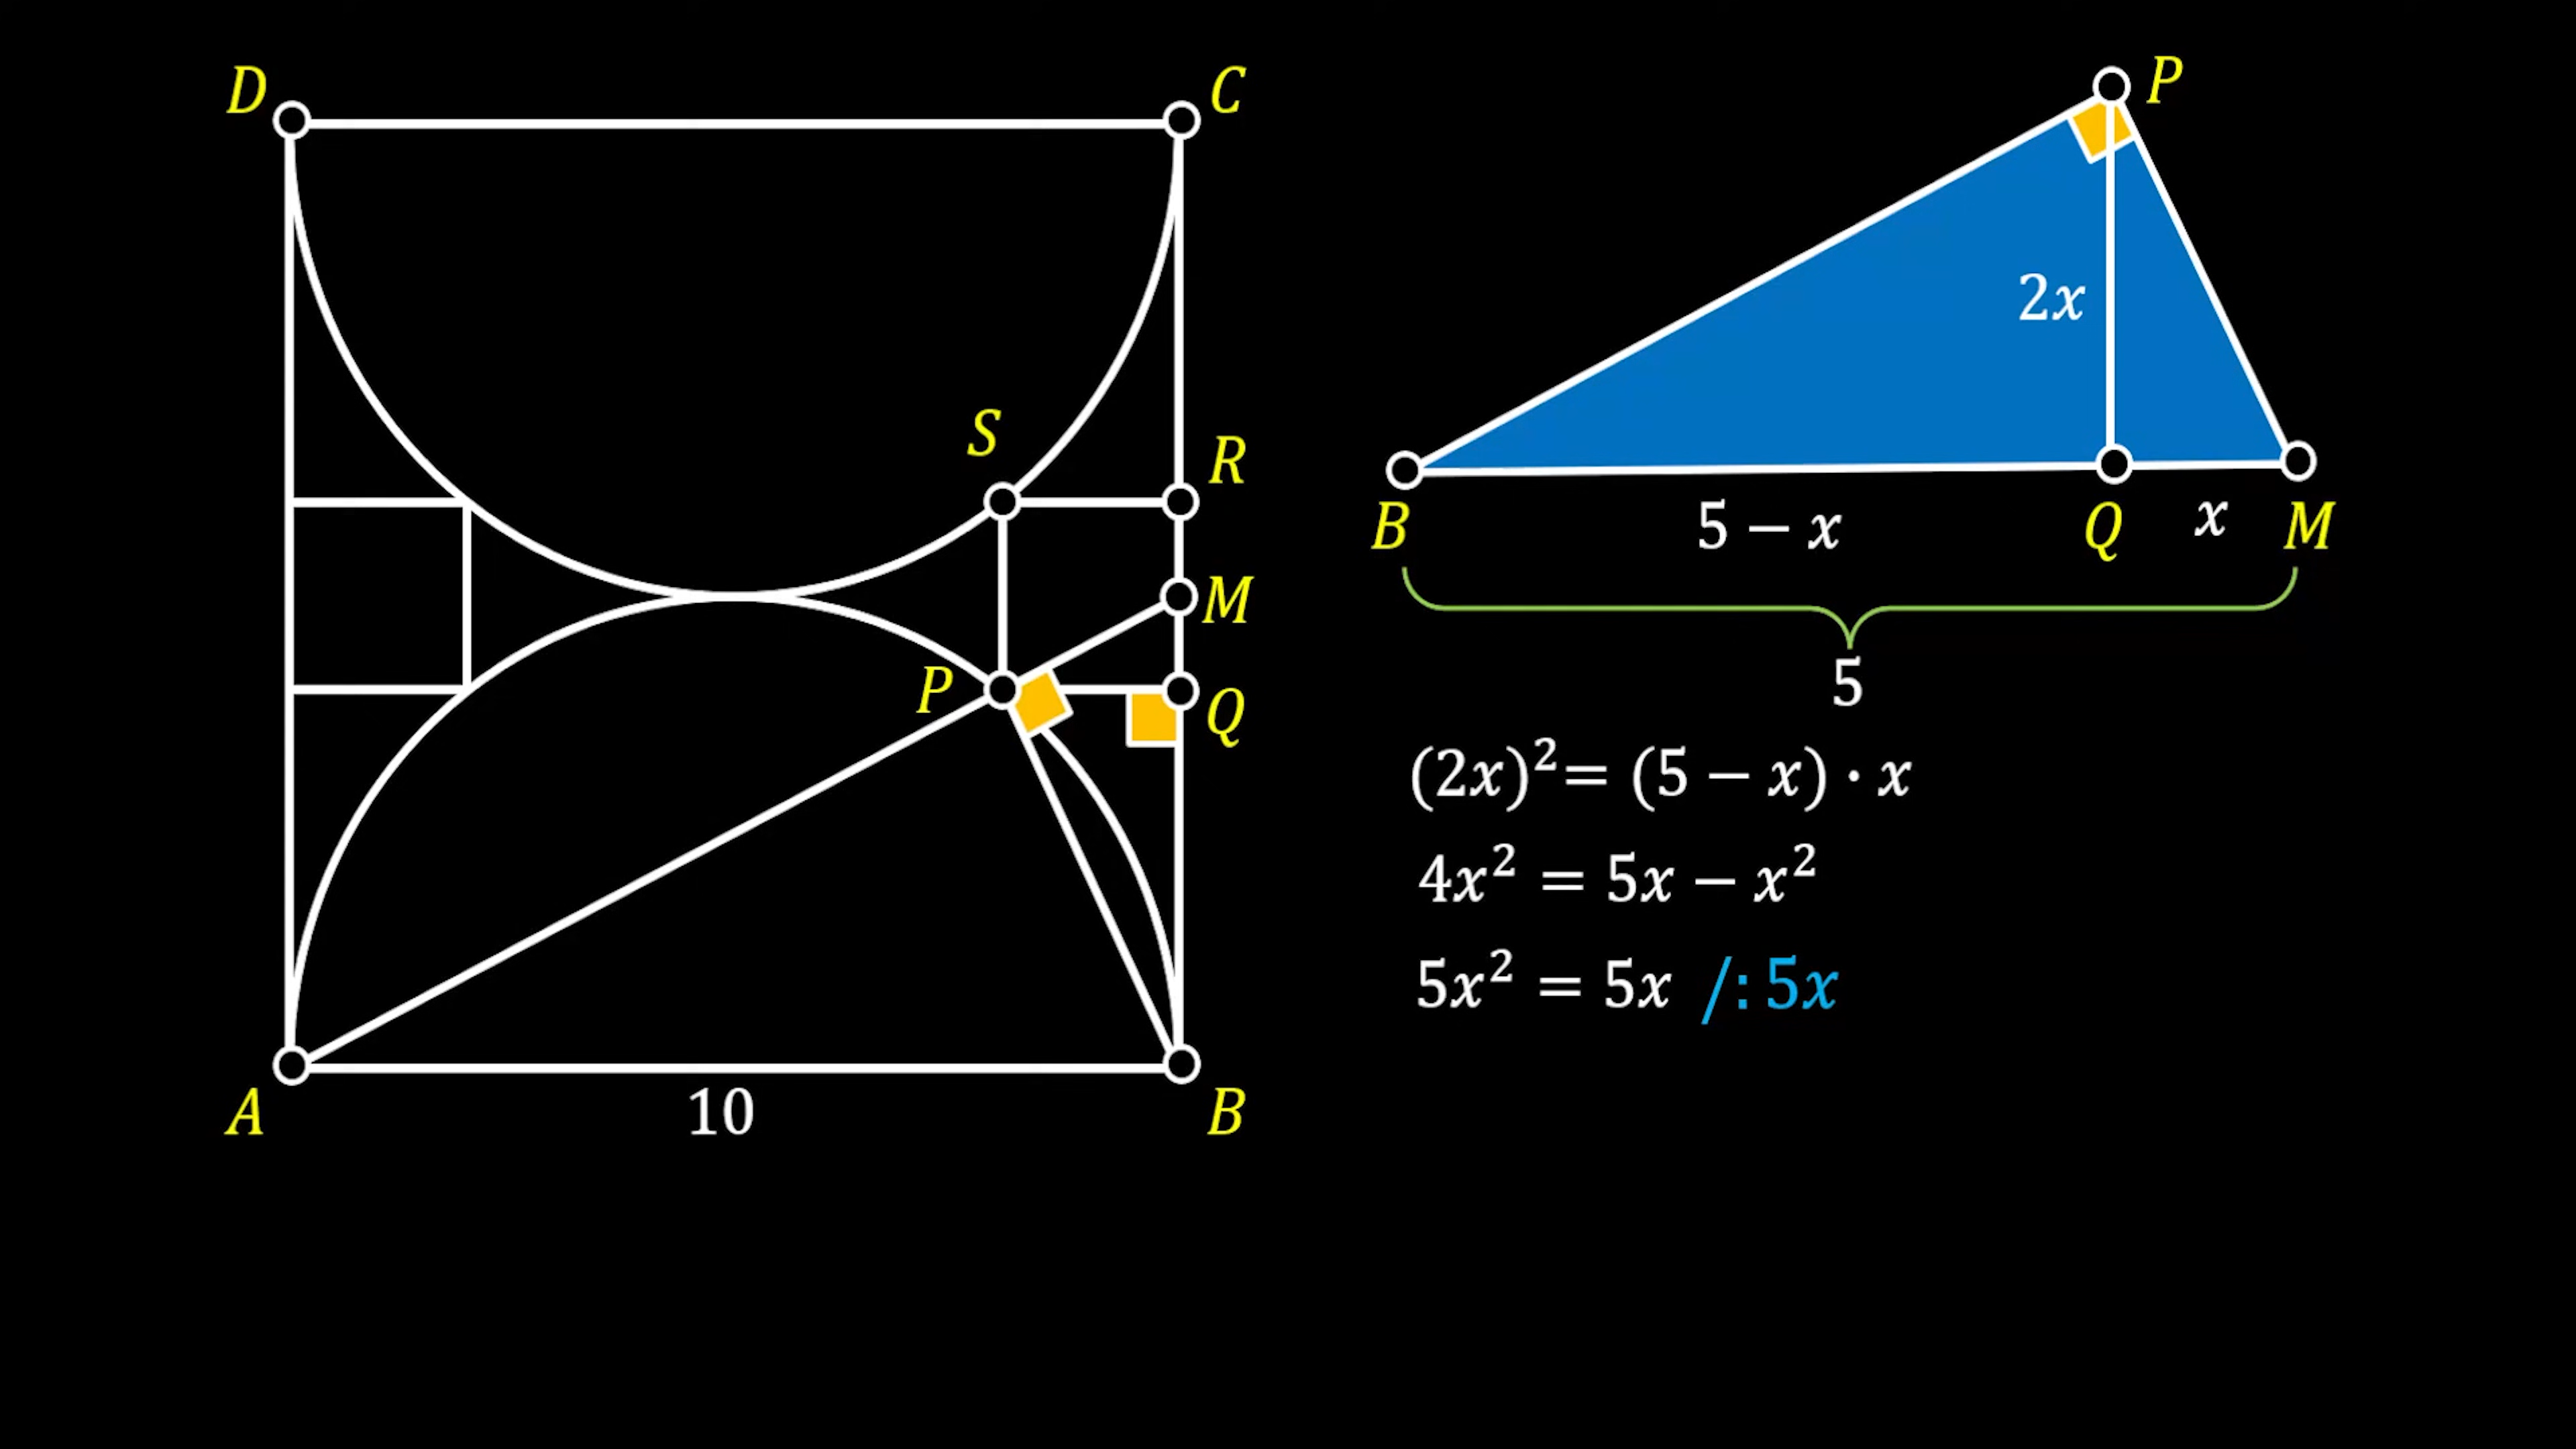 D
C
S
R
M
P
Q
A
10
B
P
2x
B
5 − x
Q
x
M
5
(2x)² = (5 − x) · x
4x² = 5x − x²
5x² = 5x /: 5x